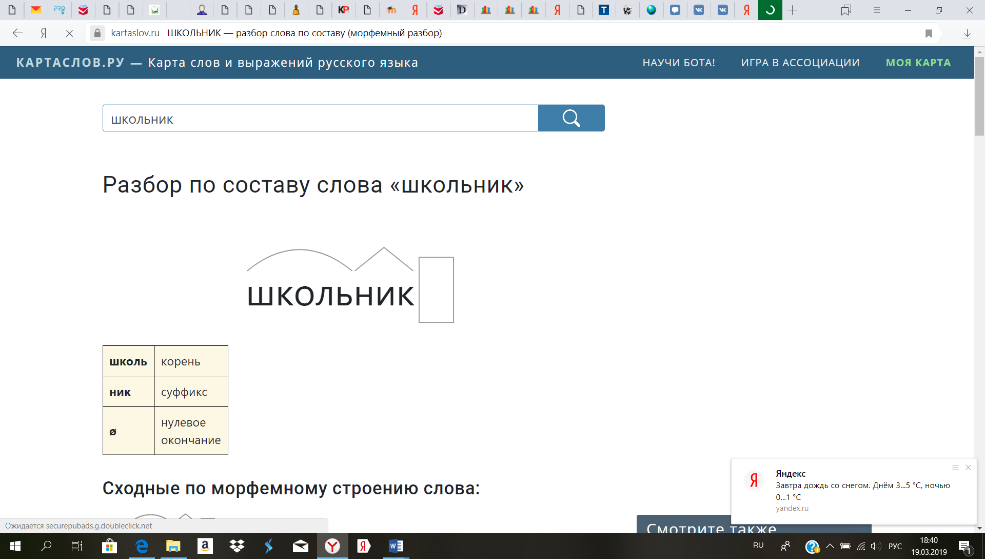 kartaslov.ru ШКОЛЬНИК — разбор слова по составу (морфемный разбор)
КАРТАСЛОВ.РУ — Карта слов и выражений русского языка
НАУЧИ БОТА!
ИГРА В АССОЦИАЦИИ
МОЯ КАРТА
школьник
Разбор по составу слова «школьник»
школьник
школь корень
ник суффикс
ø нулевое
окончание
Сходные по морфемному строению слова:
Яндекс
Завтра дождь со снегом. Днём 3...5 °C, ночью
0...1 °C
yandex.ru
Смотрите также
Ожидается securepubads.g.doubleclick.net
RU
РУС
18:40
19.03.2019